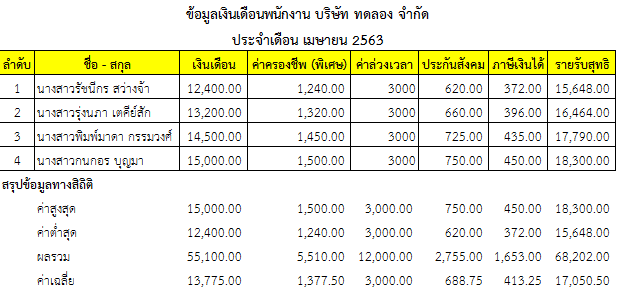 ข้อมูลเงินเดือนพนักงาน บริษัท ทดลอง จำกัด
ประจำเดือน เมษายน 2563
ลำดับ ชื่อ - สกุล เงินเดือน ค่าครองชีพ (พิเศษ) ค่าล่วงเวลา ประกันสังคม ภาษีเงินได้ รายรับสุทธิ
1 นางสาวรัชนีกร สว่างจ้า 12,400.00 1,240.00 3000 620.00 372.00 15,648.00
2 นางสาวรุ่งนภา เตคีย์สัก 13,200.00 1,320.00 3000 660.00 396.00 16,464.00
3 นางสาวพิมพ์มาดา กรรมวงศ์ 14,500.00 1,450.00 3000 725.00 435.00 17,790.00
4 นางสาวกนกอร บุญมา 15,000.00 1,500.00 3000 750.00 450.00 18,300.00
สรุปข้อมูลทางสิถิติ
ค่าสูงสุด 15,000.00 1,500.00 3,000.00 750.00 450.00 18,300.00
ค่าต่ำสุด 12,400.00 1,240.00 3,000.00 620.00 372.00 15,648.00
ผลรวม 55,100.00 5,510.00 12,000.00 2,755.00 1,653.00 68,202.00
ค่าเฉลี่ย 13,775.00 1,377.50 3,000.00 688.75 413.25 17,050.50